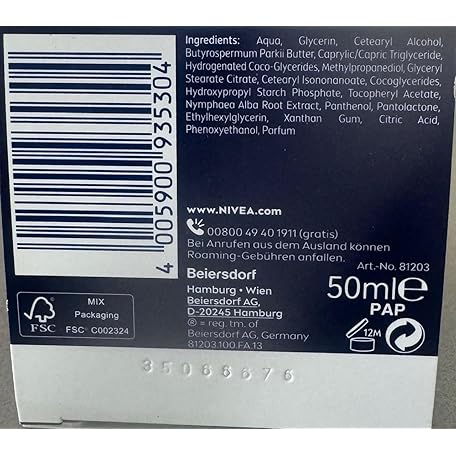 Ingredients: Aqua, Glycerin, Cetearyl Alcohol,
Butyrospermum Parkii Butter, Caprylic/Capric Triglyceride,
Hydrogenated Coco-Glycerides, Methylpropanediol, Glyceryl
Stearate Citrate, Cetearyl Isononanoate, Cocoglycerides,
Hydroxypropyl Starch Phosphate, Tocopheryl Acetate,
Nymphaea Alba Root Extract, Panthenol, Pantolactone,
Ethylhexylglycerin, Xanthan Gum, Citric Acid,
Phenoxyethanol, Parfum
4 005900 935304
www.NIVEA.com
00800 49 40 1911 (gratis)
Bei Anrufen aus dem Ausland können
Roaming-Gebühren anfallen.
Art.-No. 81203
Beiersdorf
Hamburg • Wien
Beiersdorf AG,
D-20245 Hamburg
® = reg. tm. of
Beiersdorf AG, Germany
81203.100.FA.13
50ml℮
PAP
12M
FSC
MIX
Packaging
FSC® C002324
35066676